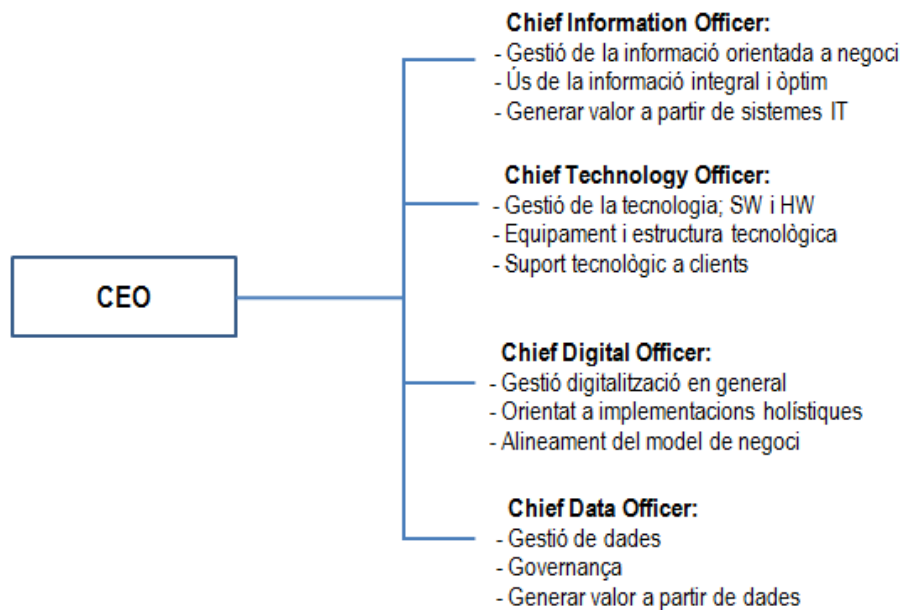 Chief Information Officer:
- Gestió de la informació orientada a negoci
- Ús de la informació integral i òptim
- Generar valor a partir de sistemes IT
Chief Technology Officer:
- Gestió de la tecnologia; SW i HW
- Equipament i estructura tecnològica
- Suport tecnològic a clients
CEO
Chief Digital Officer:
- Gestió digitalització en general
- Orientat a implementacions holístiques
- Alineament del model de negoci
Chief Data Officer:
- Gestió de dades
- Governança
- Generar valor a partir de dades